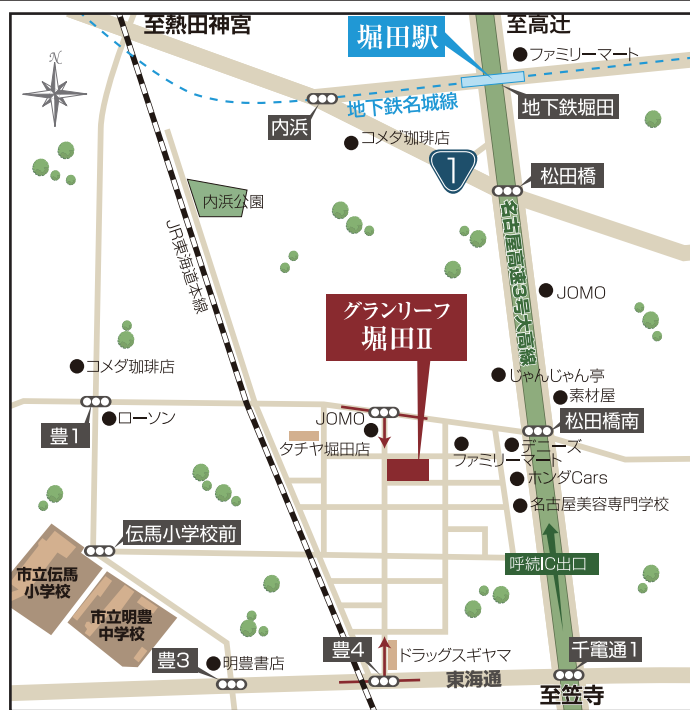 至熱田神宮
至高辻
堀田駅
ファミリーマート
N
地下鉄名城線
地下鉄堀田
内浜
コメダ珈琲店
1
松田橋
内浜公園
JR東海道本線
名古屋高速3号大高線
JOMO
グランリーフ
堀田II
コメダ珈琲店
じゃんじゃん亭
素材屋
ローソン
JOMO
松田橋南
豊1
タチヤ堀田店
デニーズ
ファミリーマート
ホンダCars
名古屋美容専門学校
伝馬小学校前
呼続IC出口
市立伝馬
小学校
市立明豊
中学校
豊3
明豊書店
豊4
ドラッグスギヤマ
千竈通1
東海通
至笠寺